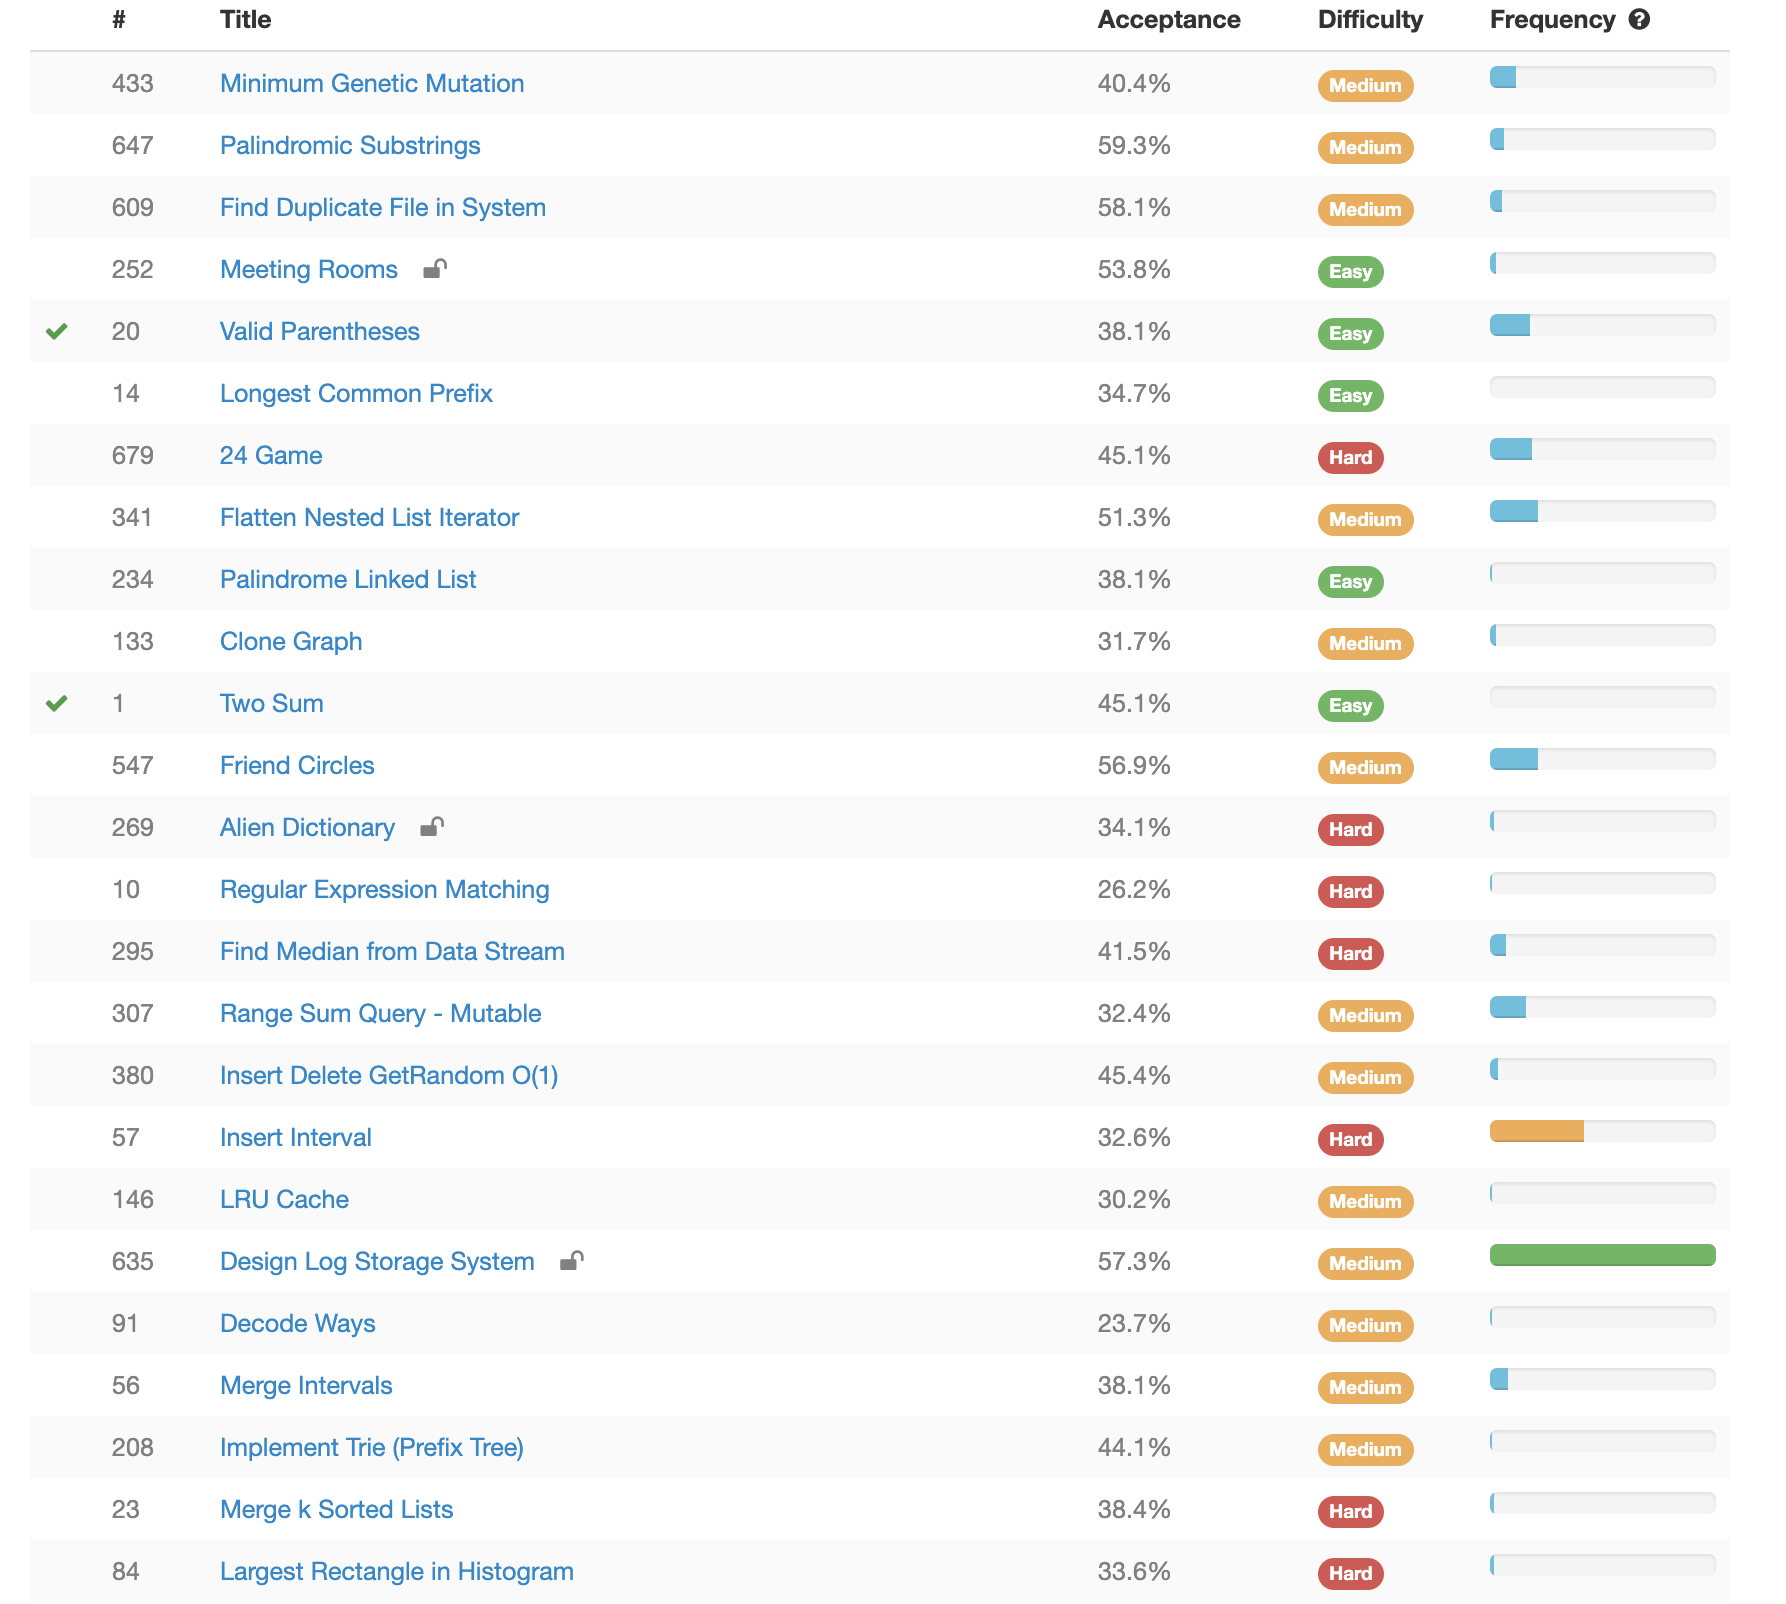 # Title Acceptance Difficulty Frequency
433 Minimum Genetic Mutation 40.4% Medium
647 Palindromic Substrings 59.3% Medium
609 Find Duplicate File in System 58.1% Medium
252 Meeting Rooms 53.8% Easy
20 Valid Parentheses 38.1% Easy
14 Longest Common Prefix 34.7% Easy
679 24 Game 45.1% Hard
341 Flatten Nested List Iterator 51.3% Medium
234 Palindrome Linked List 38.1% Easy
133 Clone Graph 31.7% Medium
1 Two Sum 45.1% Easy
547 Friend Circles 56.9% Medium
269 Alien Dictionary 34.1% Hard
10 Regular Expression Matching 26.2% Hard
295 Find Median from Data Stream 41.5% Hard
307 Range Sum Query - Mutable 32.4% Medium
380 Insert Delete GetRandom O(1) 45.4% Medium
57 Insert Interval 32.6% Hard
146 LRU Cache 30.2% Medium
635 Design Log Storage System 57.3% Medium
91 Decode Ways 23.7% Medium
56 Merge Intervals 38.1% Medium
208 Implement Trie (Prefix Tree) 44.1% Medium
23 Merge k Sorted Lists 38.4% Hard
84 Largest Rectangle in Histogram 33.6% Hard